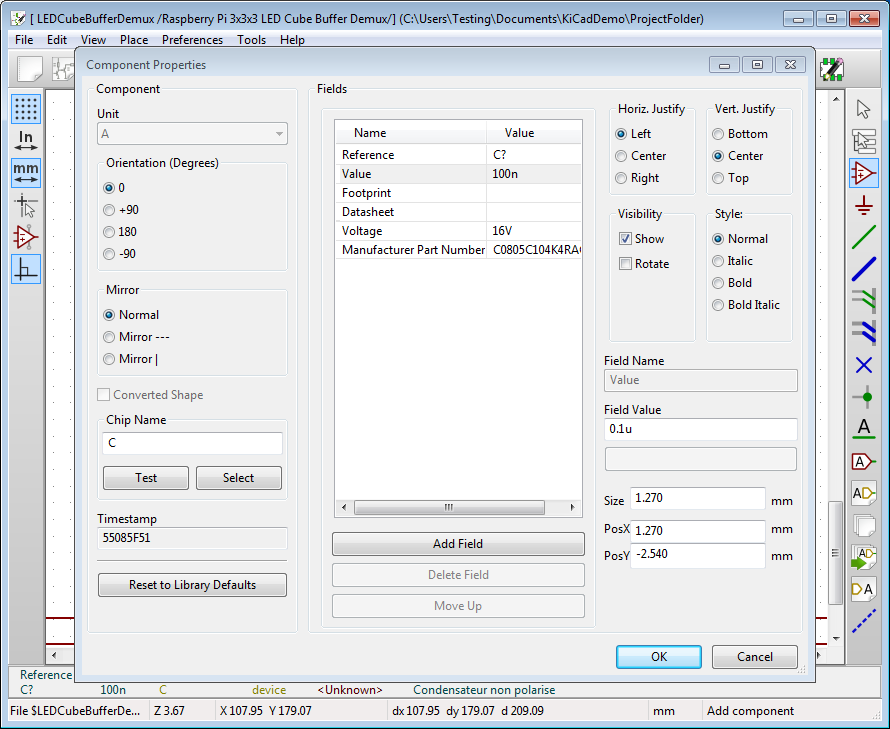 [ LEDCubeBufferDemux /Raspberry Pi 3x3x3 LED Cube Buffer Demux/] (C:\Users\Testing\Documents\KiCadDemo\ProjectFolder)
File Edit View Place Preferences Tools Help
Component Properties
Component
Unit
A
Orientation (Degrees)
0
+90
180
-90
Mirror
Normal
Mirror ---
Mirror |
Converted Shape
Chip Name
C
Test Select
Timestamp
55085F51
Reset to Library Defaults
Fields
Name Value
Reference C?
Value 100n
Footprint
Datasheet
Voltage 16V
Manufacturer Part Number C0805C104K4RA
Add Field
Delete Field
Move Up
Horiz. Justify
Left
Center
Right
Vert. Justify
Bottom
Center
Top
Visibility
Show
Rotate
Style:
Normal
Italic
Bold
Bold Italic
Field Name
Value
Field Value
0.1u
Size 1.270 mm
PosX 1.270 mm
PosY -2.540 mm
OK Cancel
In
mm
A
A
AD
AD
DA
Reference
C? 100n C device <Unknown> Condensateur non polarise
File $LEDCubeBufferDe... Z 3.67 X 107.95 Y 179.07 dx 107.95 dy 179.07 d 209.09 mm Add component